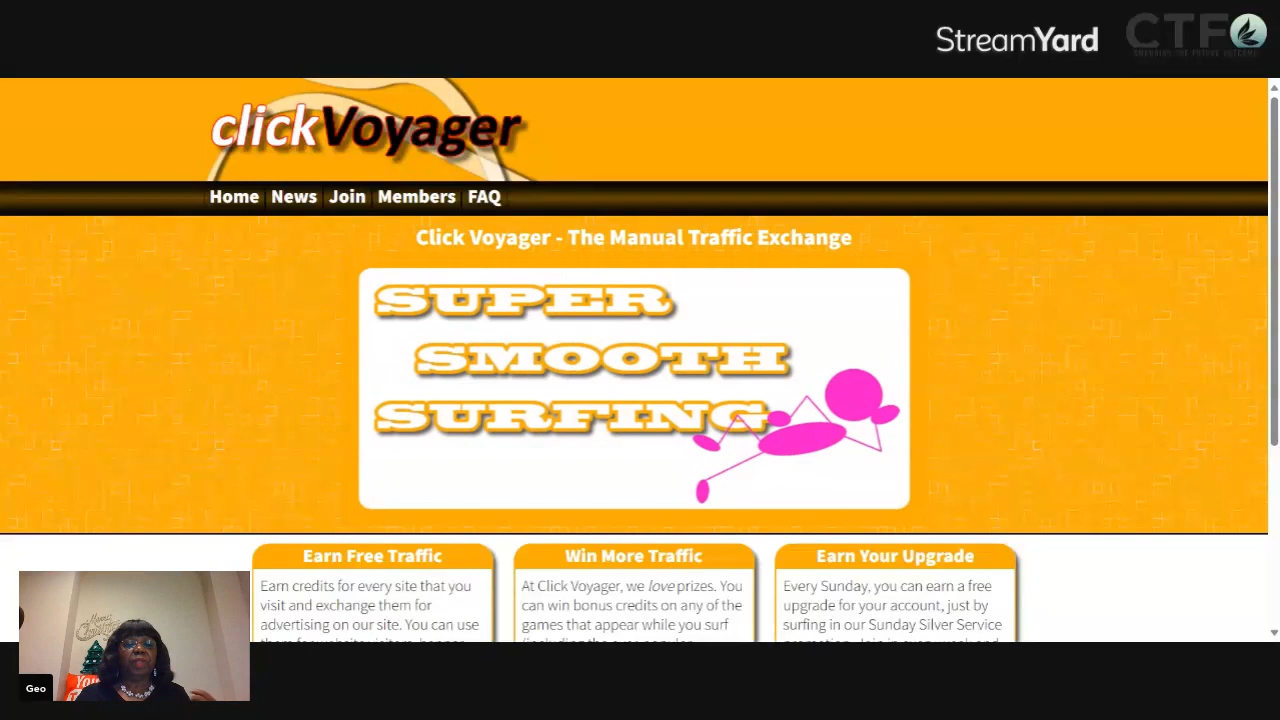 StreamYard
CTFO
clickVoyager
Home News Join Members FAQ
Click Voyager - The Manual Traffic Exchange
SUPER
SMOOTH
SURFING
Earn Free Traffic
Earn credits for every site that you
visit and exchange them for
advertising on our site. You can use
Win More Traffic
At Click Voyager, we love prizes. You
can win bonus credits on any of the
games that appear while you surf
Earn Your Upgrade
Every Sunday, you can earn a free
upgrade for your account, just by
surfing in our Sunday Silver Service
Geo